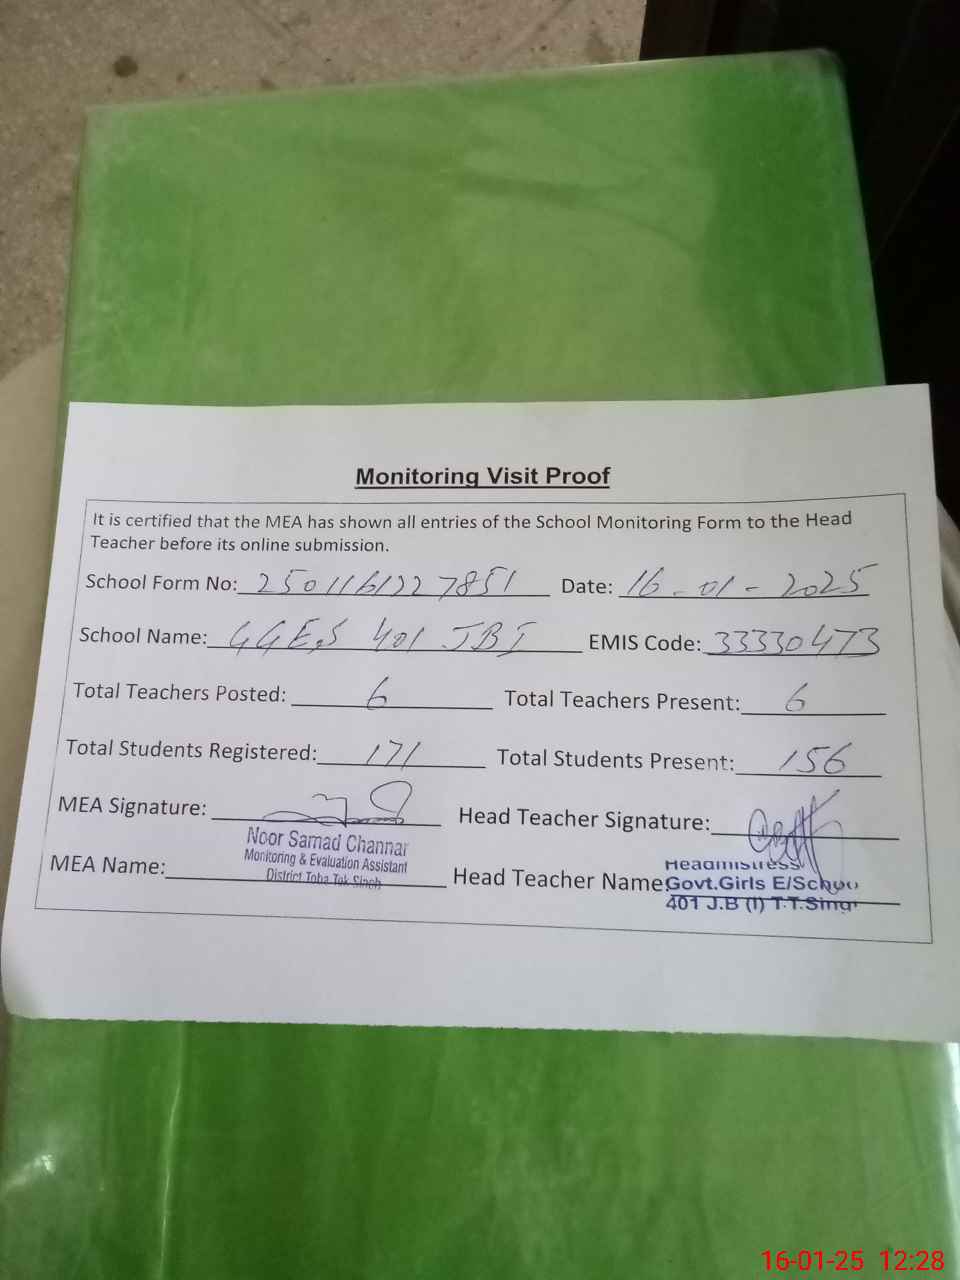 Monitoring Visit Proof
It is certified that the MEA has shown all entries of the School Monitoring Form to the Head
Teacher before its online submission.
School Form No: 2501161227851 Date: 16-01-2025
School Name: GGES 401 JBI EMIS Code: 33330473
Total Teachers Posted: 6 Total Teachers Present: 6
Total Students Registered: 171 Total Students Present: 156
MEA Signature: Head Teacher Signature:
MEA Name: Noor Samad Channar
Monitoring & Evaluation Assistant
District Toba Tek Singh
Head Teacher Name: Headmistress
Govt.Girls E/Schoo
401 J.B (I) T.T.Singh
16-01-25 12:28